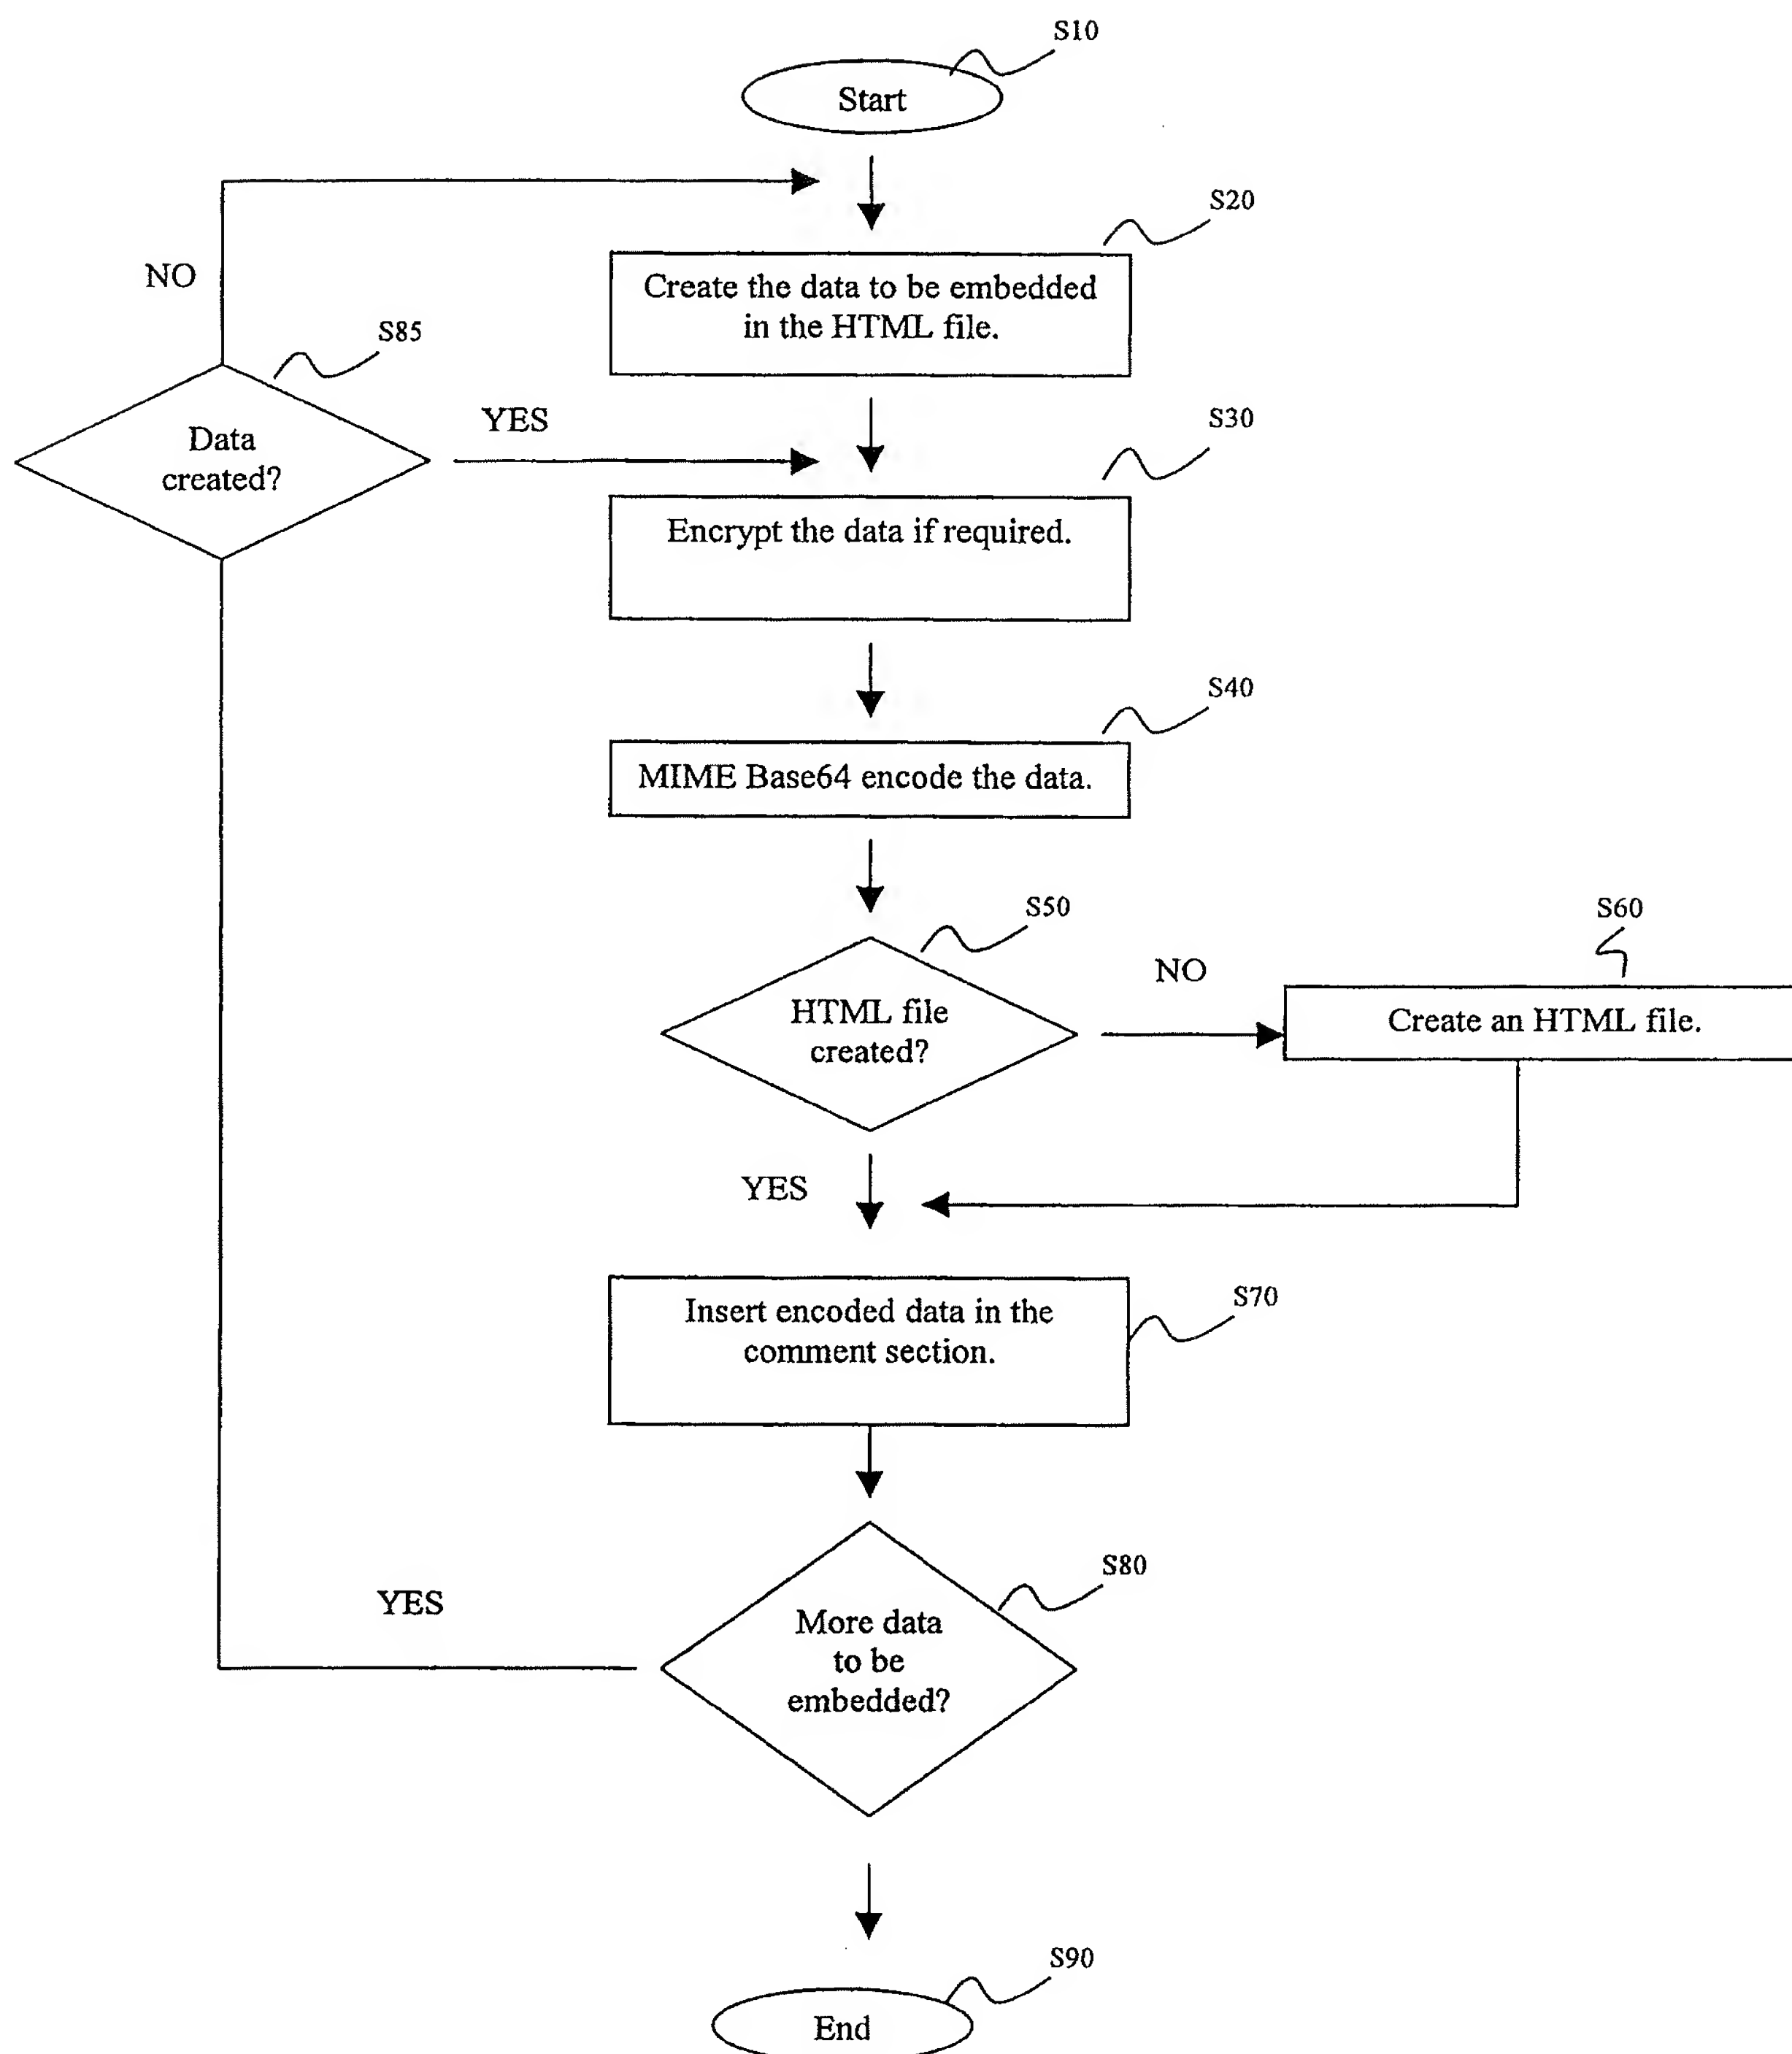 S10
Start
S20
NO
Create the data to be embedded
in the HTML file.
S85
Data
created?
YES
S30
Encrypt the data if required.
S40
MIME Base64 encode the data.
S50
HTML file
created?
NO
S60
Create an HTML file.
YES
S70
Insert encoded data in the
comment section.
S80
More data
to be
embedded?
YES
S90
End